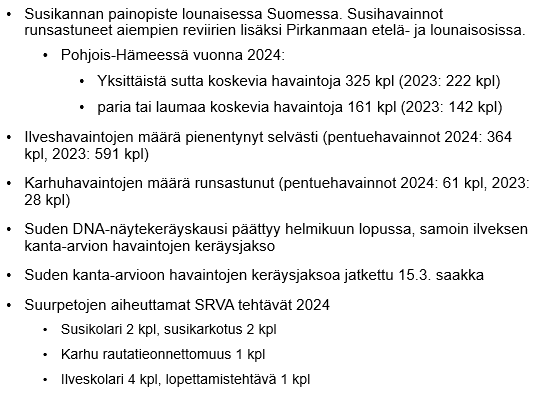 • Susikannan painopiste lounaisessa Suomessa. Susihavainnot
runsastuneet aiempien reviirien lisäksi Pirkanmaan etelä- ja lounaisosissa.
• Pohjois-Hämeessä vuonna 2024:
• Yksittäistä sutta koskevia havaintoja 325 kpl (2023: 222 kpl)
• paria tai laumaa koskevia havaintoja 161 kpl (2023: 142 kpl)
• Ilveshavaintojen määrä pienentynyt selvästi (pentuehavainnot 2024: 364
kpl, 2023: 591 kpl)
• Karhuhavaintojen määrä runsastunut (pentuehavainnot 2024: 61 kpl, 2023:
28 kpl)
• Suden DNA-näytekeräyskausi päättyy helmikuun lopussa, samoin ilveksen
kanta-arvion havaintojen keräysjakso
• Suden kanta-arvioon havaintojen keräysjaksoa jatkettu 15.3. saakka
• Suurpetojen aiheuttamat SRVA tehtävät 2024
• Susikolari 2 kpl, susikarkotus 2 kpl
• Karhu rautatieonnettomuus 1 kpl
• Ilveskolari 4 kpl, lopettamistehtävä 1 kpl